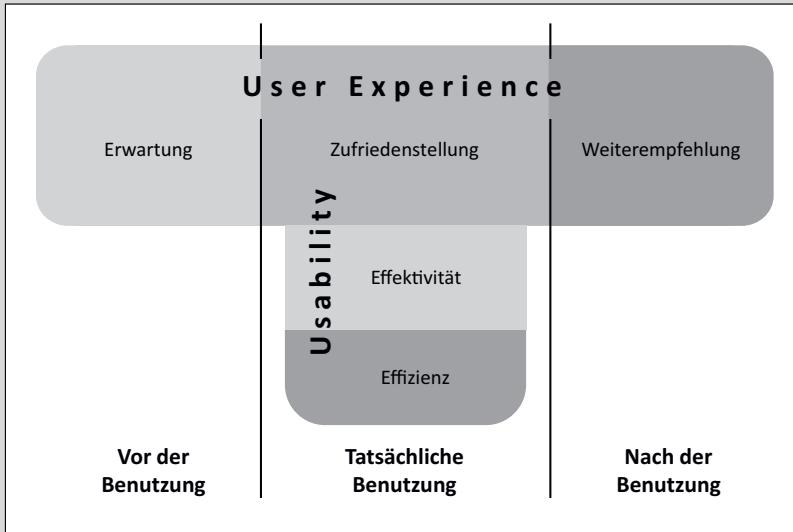 User Experience
Erwartung
Zufriedenstellung
Weiterempfehlung
Usability
Effektivität
Effizienz
Vor der
Benutzung
Tatsächliche
Benutzung
Nach der
Benutzung